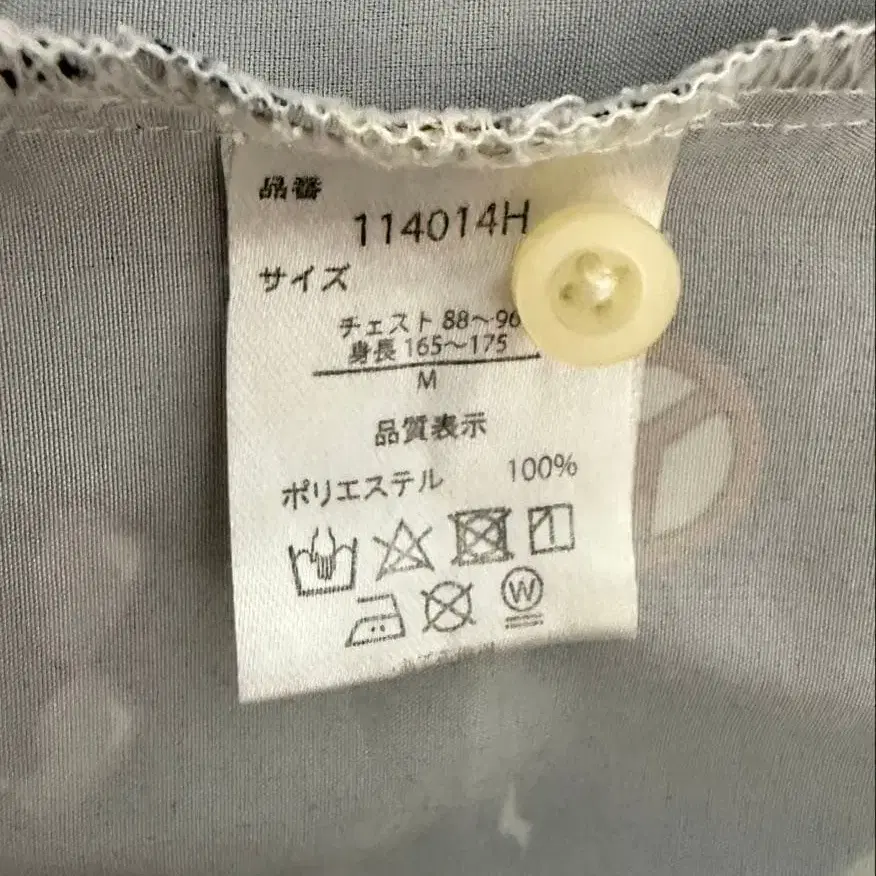 品番
114014H
サイズ
チェスト 88～96
身長 165～175
M
品質表示
ポリエステル 100%
W